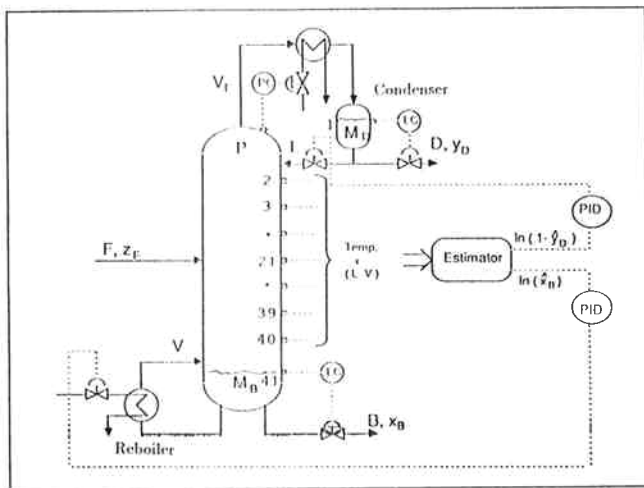 V_T
PC
Condenser
M_D
LC
D, y_D
P
2
3
PID
F, z_F
21
Temp.
(L V)
Estimator
ln(1-ŷ_D)
ln(x̂_B)
PID
39
40
V
M_B
41
LC
B, x_B
Reboiler